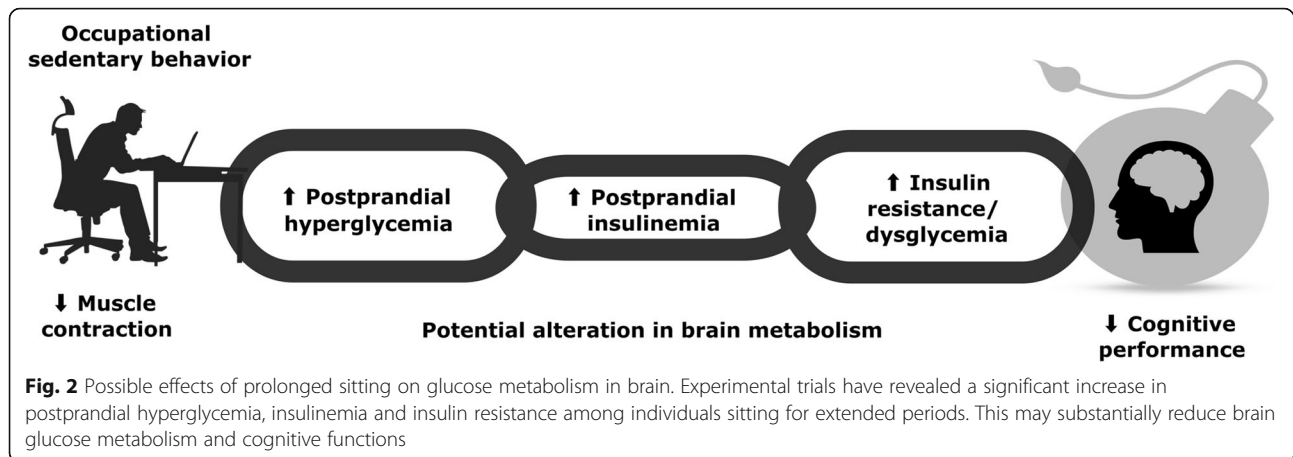 Occupational
sedentary behavior
⬆ Postprandial
hyperglycemia
⬆ Postprandial
insulinemia
⬆ Insulin
resistance/
dysglycemia
⬇ Muscle
contraction
Potential alteration in brain metabolism
⬇ Cognitive
performance
Fig. 2 Possible effects of prolonged sitting on glucose metabolism in brain. Experimental trials have revealed a significant increase in
postprandial hyperglycemia, insulinemia and insulin resistance among individuals sitting for extended periods. This may substantially reduce brain
glucose metabolism and cognitive functions